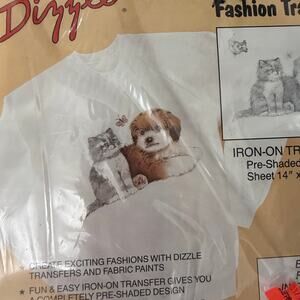 Dizzle
Fashion Tra
IRON-ON TR
Pre-Shaded
Sheet 14" x
★ CREATE EXCITING FASHIONS WITH DIZZLE
TRANSFERS AND FABRIC PAINTS
★ FUN & EASY IRON-ON TRANSFER GIVES YOU
A COMPLETELY PRE-SHADED DESIGN